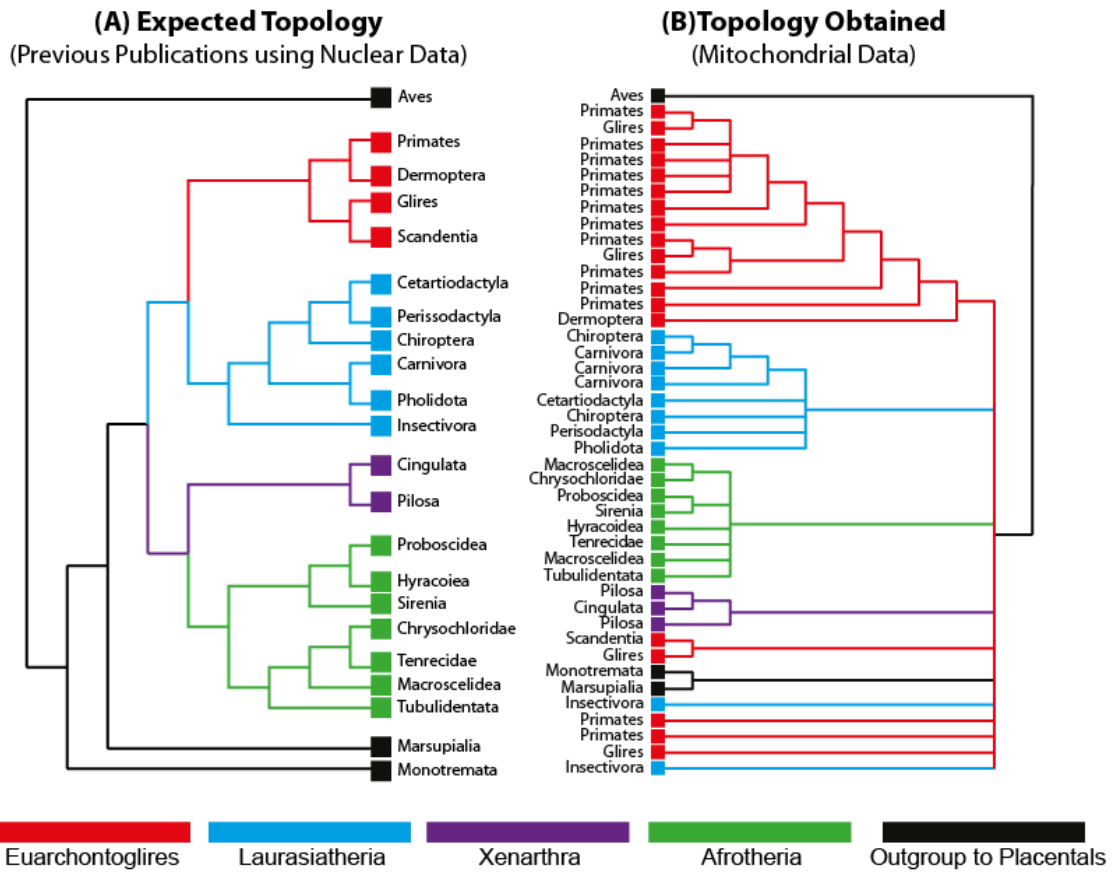 (A) Expected Topology
(Previous Publications using Nuclear Data)
Aves
Primates
Dermoptera
Glires
Scandentia
Cetartiodactyla
Perissodactyla
Chiroptera
Carnivora
Pholidota
Insectivora
Cingulata
Pilosa
Proboscidea
Hyracoiea
Sirenia
Chrysochloridae
Tenrecidae
Macroscelidea
Tubulidentata
Marsupialia
Monotremata
(B)Topology Obtained
(Mitochondrial Data)
Aves
Primates
Glires
Primates
Primates
Primates
Primates
Primates
Primates
Primates
Glires
Primates
Primates
Primates
Dermoptera
Chiroptera
Carnivora
Carnivora
Carnivora
Cetartiodactyla
Chiroptera
Perisodactyla
Pholidota
Macroscelidea
Chrysochloridae
Proboscidea
Sirenia
Hyracoidea
Tenrecidae
Macroscelidea
Tubulidentata
Pilosa
Cingulata
Pilosa
Scandentia
Glires
Monotremata
Marsupialia
Insectivora
Primates
Primates
Glires
Insectivora
Euarchontoglires
Laurasiatheria
Xenarthra
Afrotheria
Outgroup to Placentals